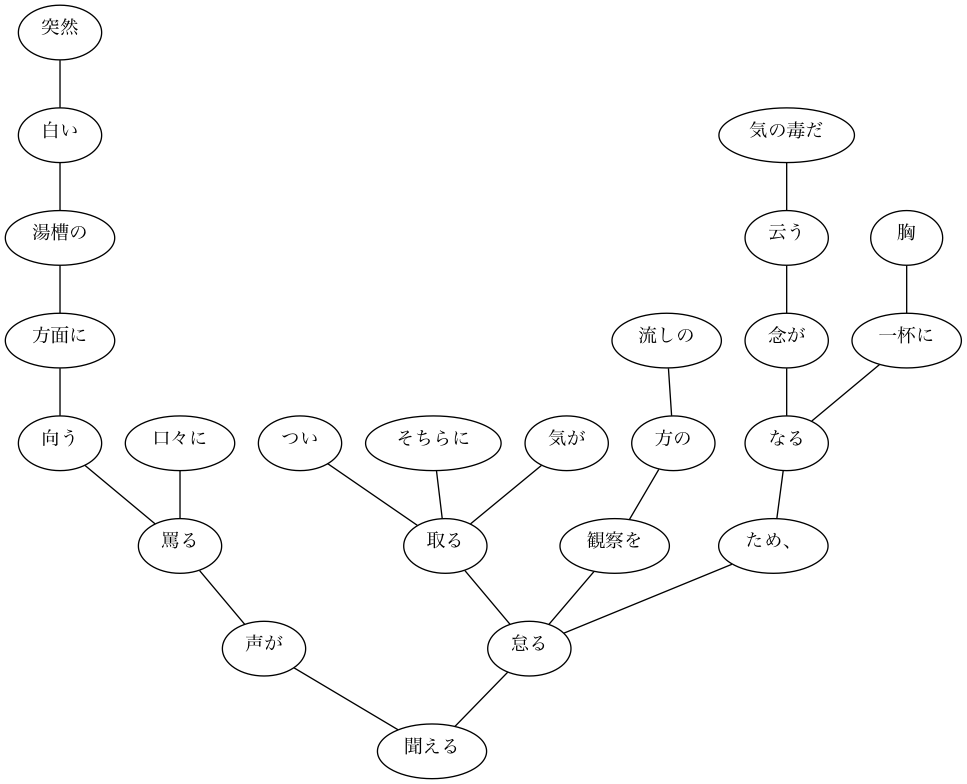 突然
白い
気の毒だ
湯槽の
云う
胸
方面に
流しの
念が
一杯に
向う
口々に
つい
そちらに
気が
方の
なる
罵る
取る
観察を
ため、
声が
怠る
聞える